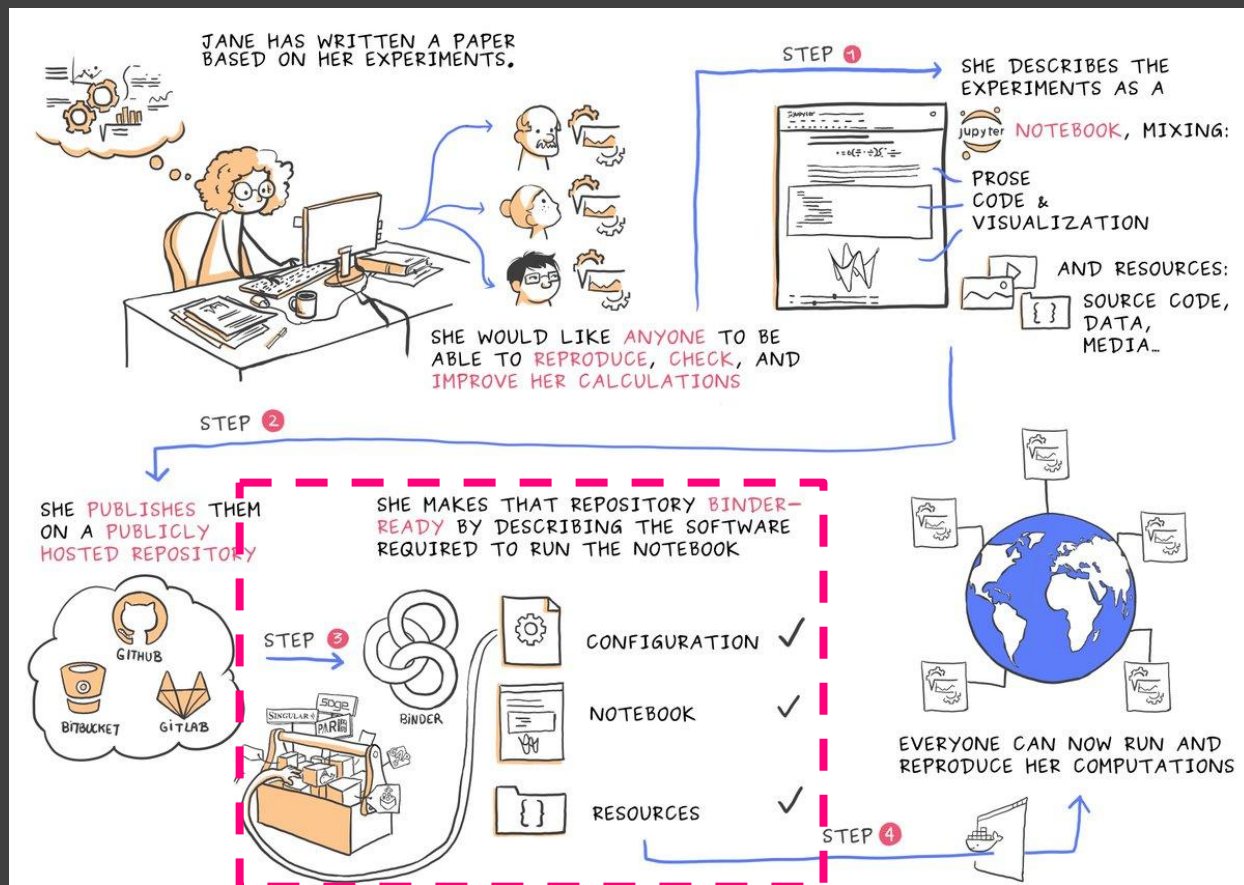 JANE HAS WRITTEN A PAPER
BASED ON HER EXPERIMENTS.
SHE WOULD LIKE ANYONE TO BE
ABLE TO REPRODUCE, CHECK, AND
IMPROVE HER CALCULATIONS
STEP 1
SHE DESCRIBES THE
EXPERIMENTS AS A
jupyter NOTEBOOK, MIXING:
PROSE
CODE &
VISUALIZATION
AND RESOURCES:
SOURCE CODE,
DATA,
MEDIA…
STEP 2
SHE PUBLISHES THEM
ON A PUBLICLY
HOSTED REPOSITORY
GITHUB
BITBUCKET
GITLAB
SHE MAKES THAT REPOSITORY BINDER-
READY BY DESCRIBING THE SOFTWARE
REQUIRED TO RUN THE NOTEBOOK
STEP 3
BINDER
SINGULAR
sage
PARI
CONFIGURATION
NOTEBOOK
{ } RESOURCES
STEP 4
EVERYONE CAN NOW RUN AND
REPRODUCE HER COMPUTATIONS